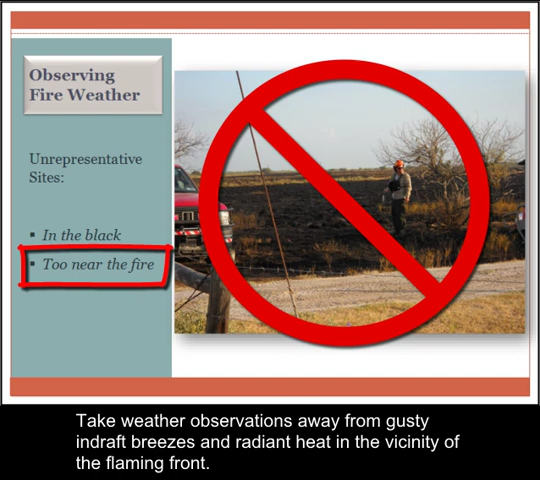 Observing
Fire Weather
Unrepresentative
Sites:
▪ In the black
▪ Too near the fire
Take weather observations away from gusty
indraft breezes and radiant heat in the vicinity of
the flaming front.